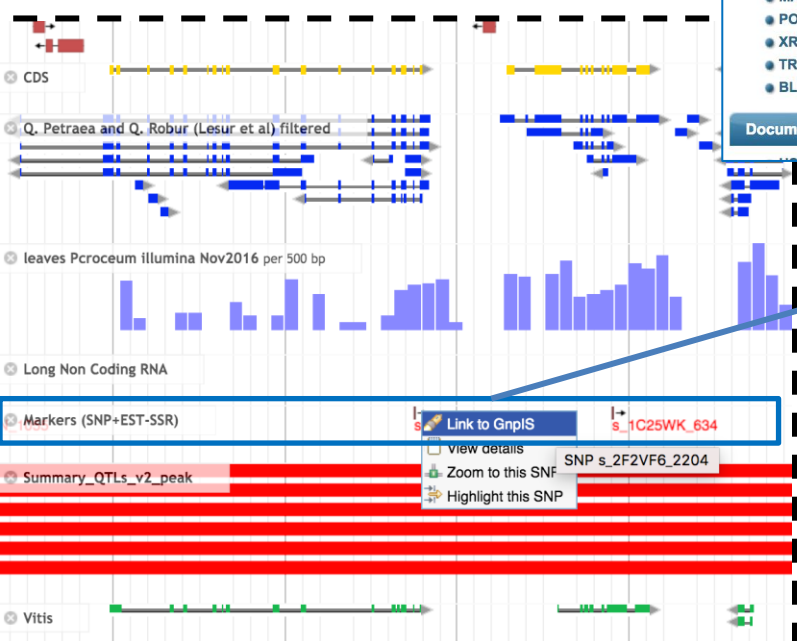 PO
XR
TR
BL
Docum
CDS
Q. Petraea and Q. Robur (Lesur et al) filtered
leaves Pcroceum illumina Nov2016 per 500 bp
Long Non Coding RNA
Markers (SNP+EST-SSR)
s
Link to GnpIS
s_1C25WK_634
View details
SNP s_2F2VF6_2204
Zoom to this SNP
Summary_QTLs_v2_peak
Highlight this SNP
Vitis